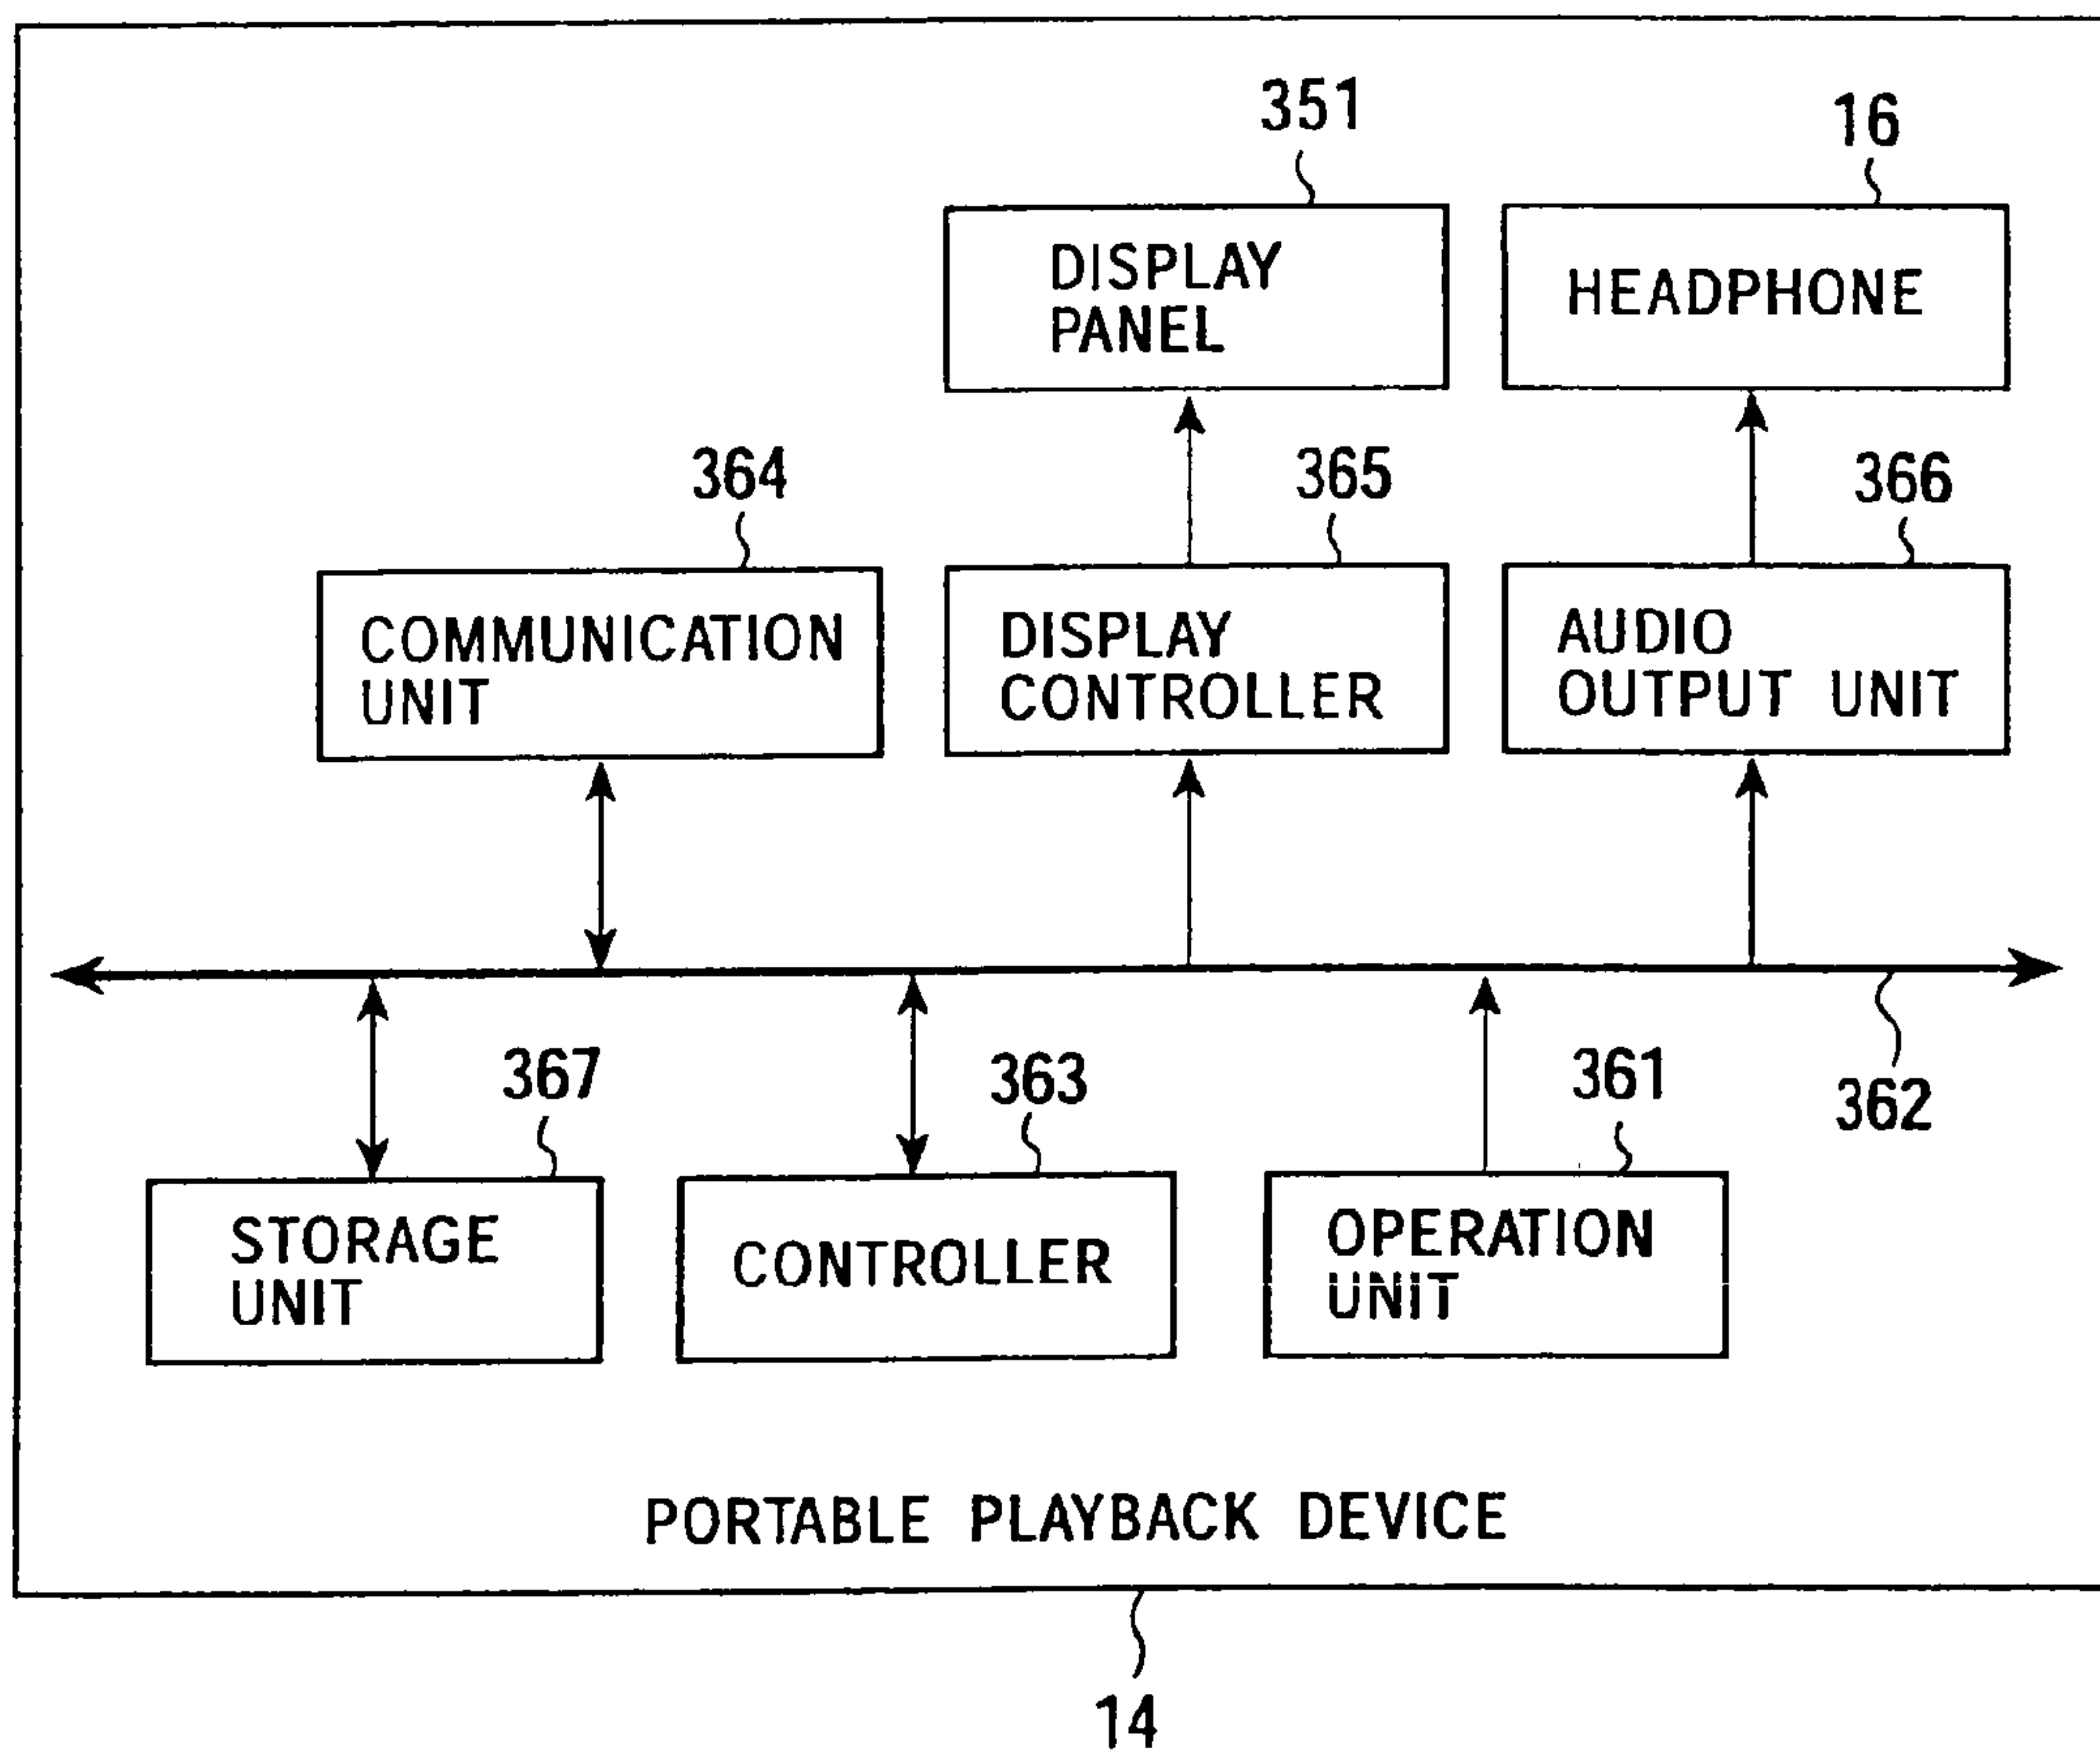 351
16
DISPLAY
PANEL
HEADPHONE
364
365
366
COMMUNICATION
UNIT
DISPLAY
CONTROLLER
AUDIO
OUTPUT UNIT
367
363
361
362
STORAGE
UNIT
CONTROLLER
OPERATION
UNIT
PORTABLE PLAYBACK DEVICE
14